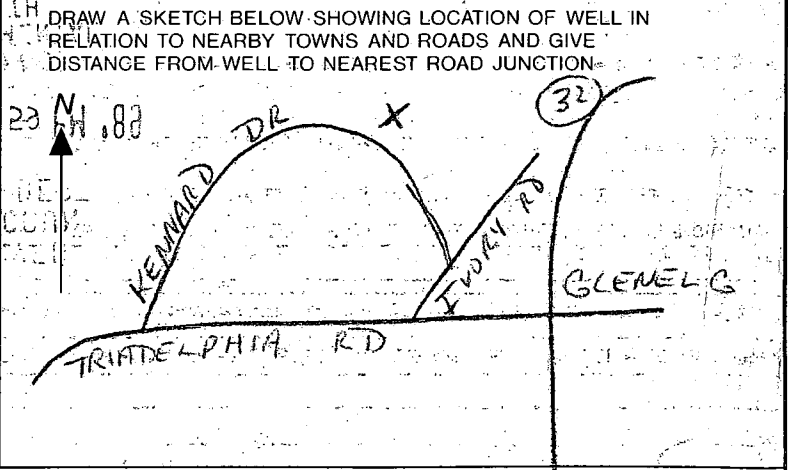 DRAW A SKETCH BELOW SHOWING LOCATION OF WELL IN
RELATION TO NEARBY TOWNS AND ROADS AND GIVE
DISTANCE FROM WELL TO NEAREST ROAD JUNCTION
N
KENNARD DR
X
32
IVORY RD
GLENELG
TRIADELPHIA RD